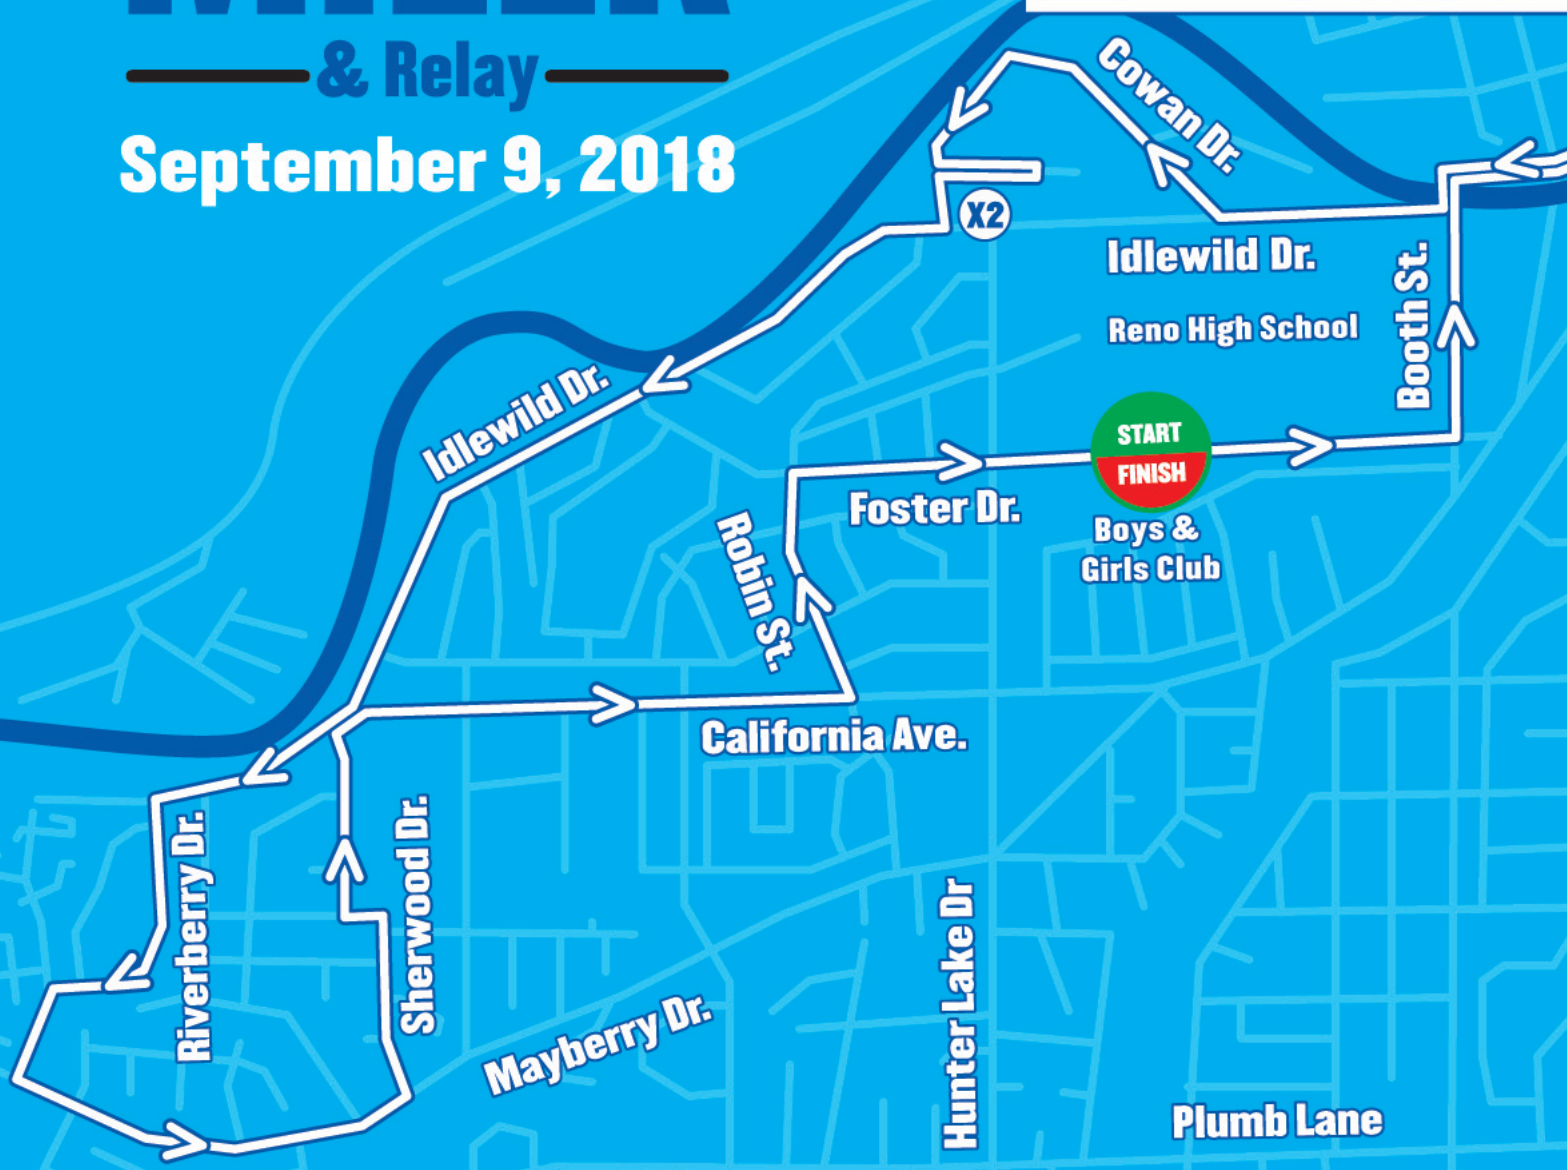 & Relay
September 9, 2018
Cowan Dr.
X2
Idlewild Dr.
Reno High School
Booth St.
Idlewild Dr.
START
FINISH
Foster Dr.
Boys &
Girls Club
Robin St.
California Ave.
Riverberry Dr.
Sherwood Dr.
Mayberry Dr.
Hunter Lake Dr
Plumb Lane